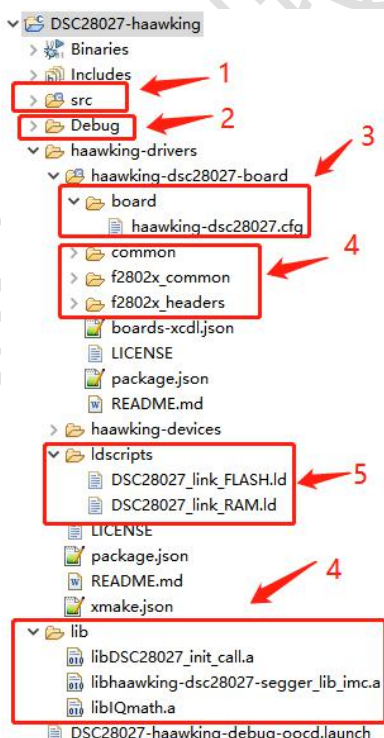 DSC28027-haawking
Binaries
Includes
1
src
Debug
2
haawking-drivers
3
haawking-dsc28027-board
board
haawking-dsc28027.cfg
4
common
f2802x_common
f2802x_headers
boards-xcdl.json
LICENSE
package.json
README.md
haawking-devices
ldscripts
DSC28027_link_FLASH.ld
5
DSC28027_link_RAM.ld
LICENSE
package.json
4
README.md
xmake.json
lib
libDSC28027_init_call.a
libhaawking-dsc28027-segger_lib_imc.a
libIQmath.a
DSC28027-haawking-debug-oocd.launch